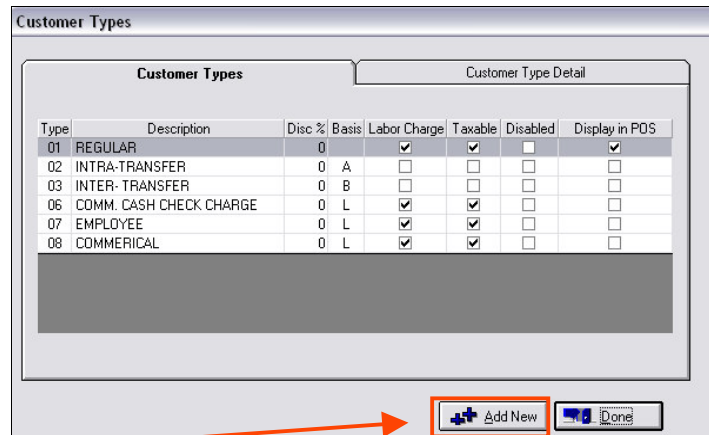 Customer Types
Customer Types Customer Type Detail
Type Description Disc % Basis Labor Charge Taxable Disabled Display in POS
01 REGULAR 0
02 INTRA-TRANSFER 0 A
03 INTER- TRANSFER 0 B
06 COMM. CASH CHECK CHARGE 0 L
07 EMPLOYEE 0 L
08 COMMERICAL 0 L
Add New Done